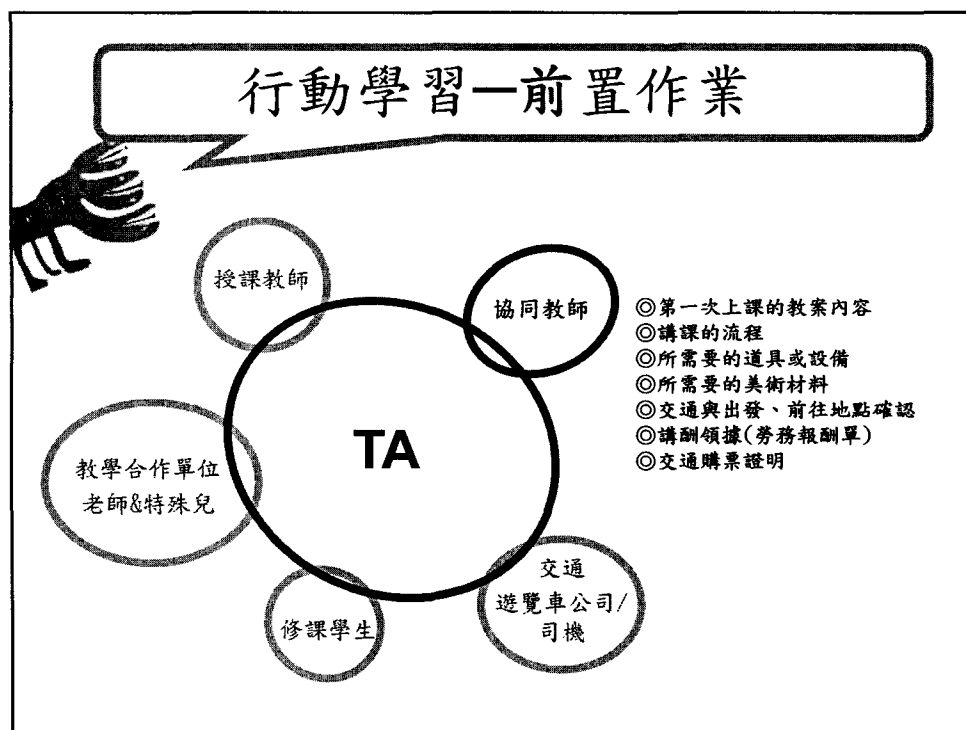 行動學習—前置作業
授課教師
協同教師
◎第一次上課的教案內容
◎講課的流程
◎所需要的道具或設備
◎所需要的美術材料
◎交通與出發、前往地點確認
◎講酬領據(勞務報酬單)
◎交通購票證明
TA
教學合作單位
老師&特殊兒
修課學生
交通
遊覽車公司/
司機